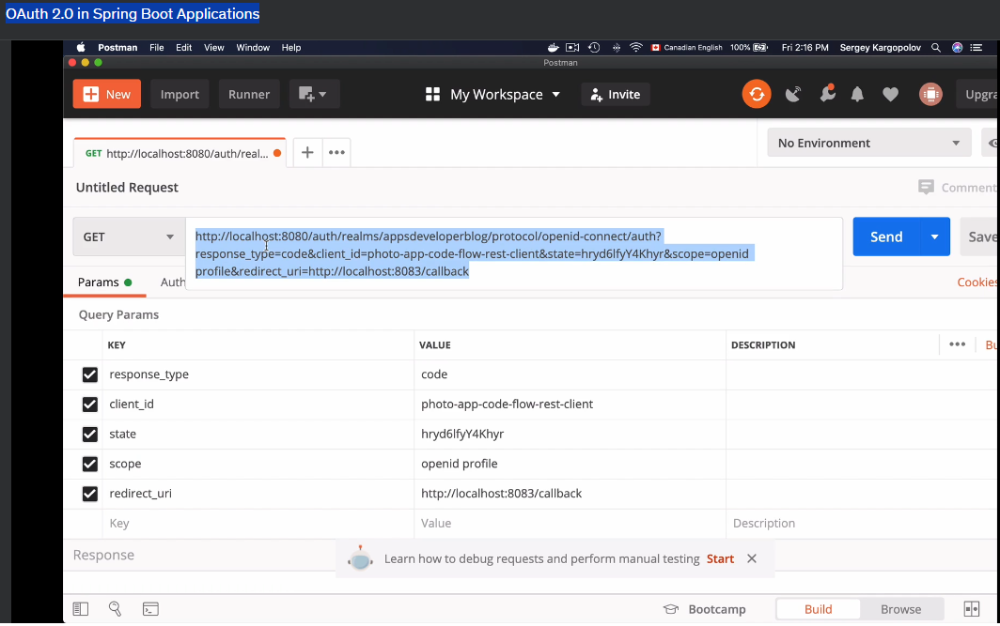 OAuth 2.0 in Spring Boot Applications
Postman File Edit View Window Help Canadian English 100% Fri 2:16 PM Sergey Kargopolov
Postman
New Import Runner My Workspace Invite Upgra
GET http://localhost:8080/auth/real... No Environment
Untitled Request Comment
GET http://localhost:8080/auth/realms/appsdeveloperblog/protocol/openid-connect/auth? Send Save
response_type=code&client_id=photo-app-code-flow-rest-client&state=hryd6lfyY4Khyr&scope=openid
profile&redirect_uri=http://localhost:8083/callback
Params Auth Cookies
Query Params
KEY VALUE DESCRIPTION Bu
response_type code
client_id photo-app-code-flow-rest-client
state hryd6lfyY4Khyr
scope openid profile
redirect_uri http://localhost:8083/callback
Key Value Description
Response Learn how to debug requests and perform manual testing Start
Bootcamp Build Browse